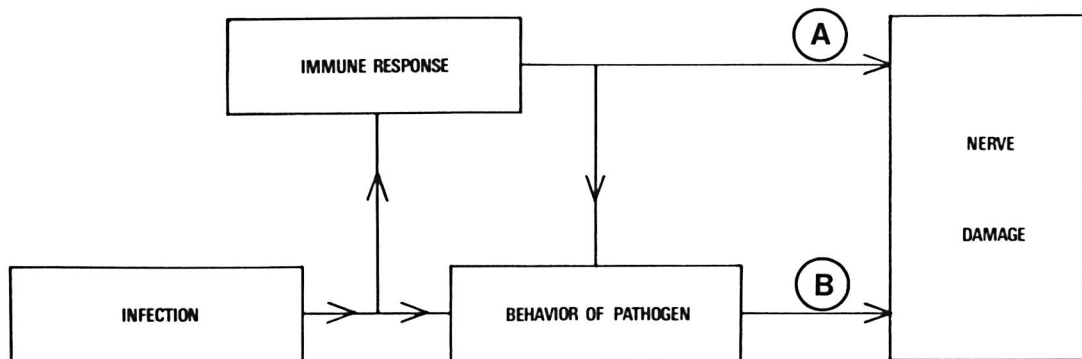 A
IMMUNE RESPONSE
NERVE
DAMAGE
B
INFECTION
BEHAVIOR OF PATHOGEN